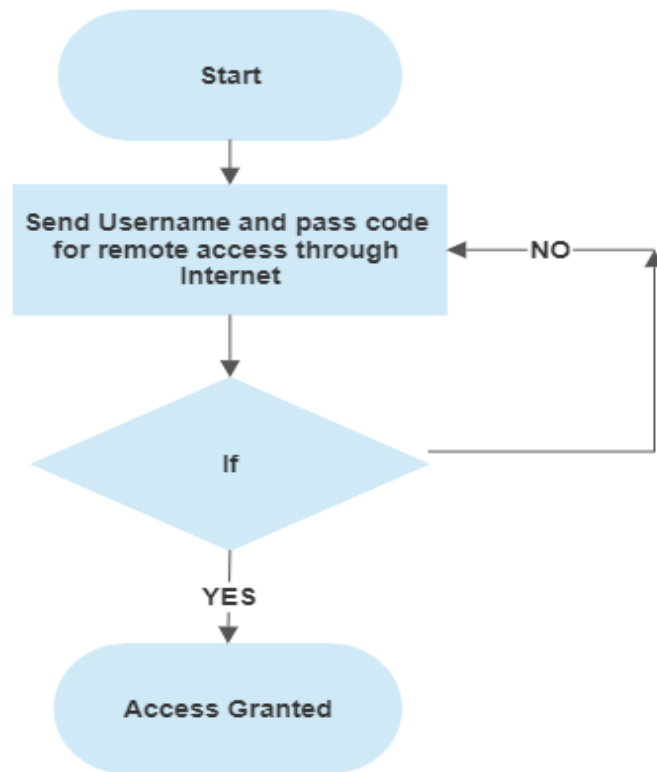 Start
Send Username and pass code
for remote access through
Internet
NO
If
YES
Access Granted